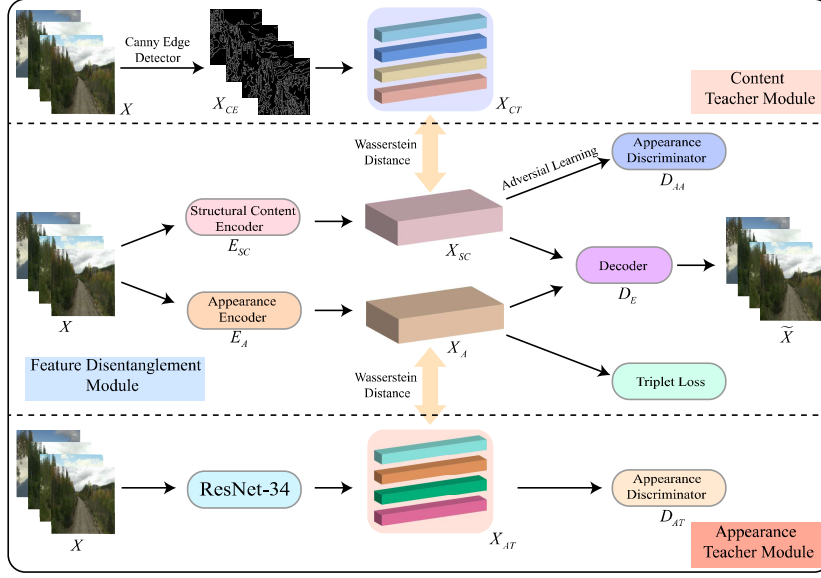 Canny Edge
Detector
X
X_CE
X_CT
Content
Teacher Module
Wasserstein
Distance
Adversial Learning
Appearance
Discriminator
D_AA
Structural Content
Encoder
E_SC
X_SC
Decoder
D_E
X
Appearance
Encoder
E_A
X_A
X̃
Feature Disentanglement
Module
Wasserstein
Distance
Triplet Loss
ResNet-34
X
X_AT
Appearance
Discriminator
D_AT
Appearance
Teacher Module